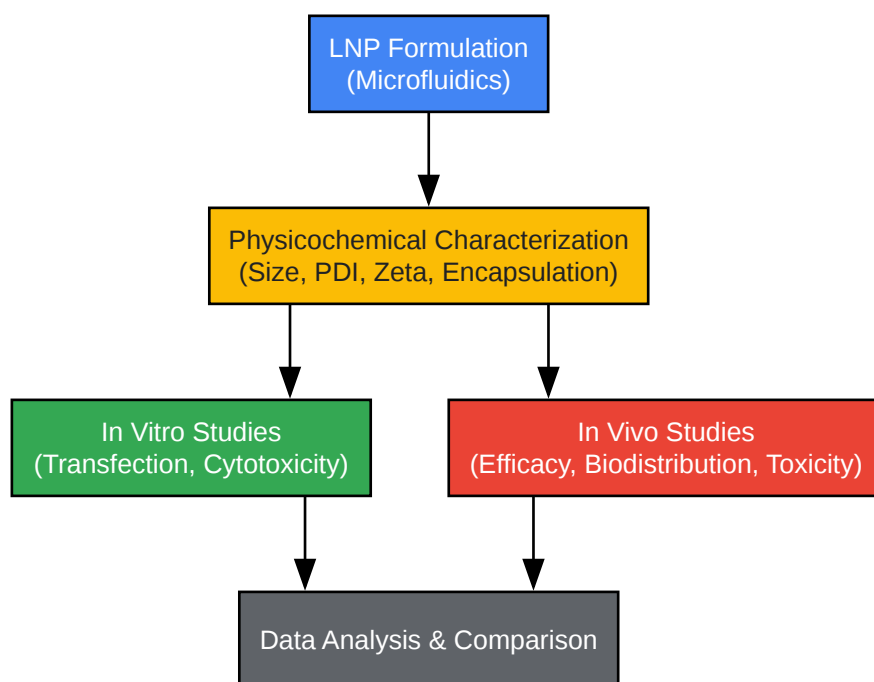 LNP Formulation
(Microfluidics)
Physicochemical Characterization
(Size, PDI, Zeta, Encapsulation)
In Vitro Studies
(Transfection, Cytotoxicity)
In Vivo Studies
(Efficacy, Biodistribution, Toxicity)
Data Analysis & Comparison